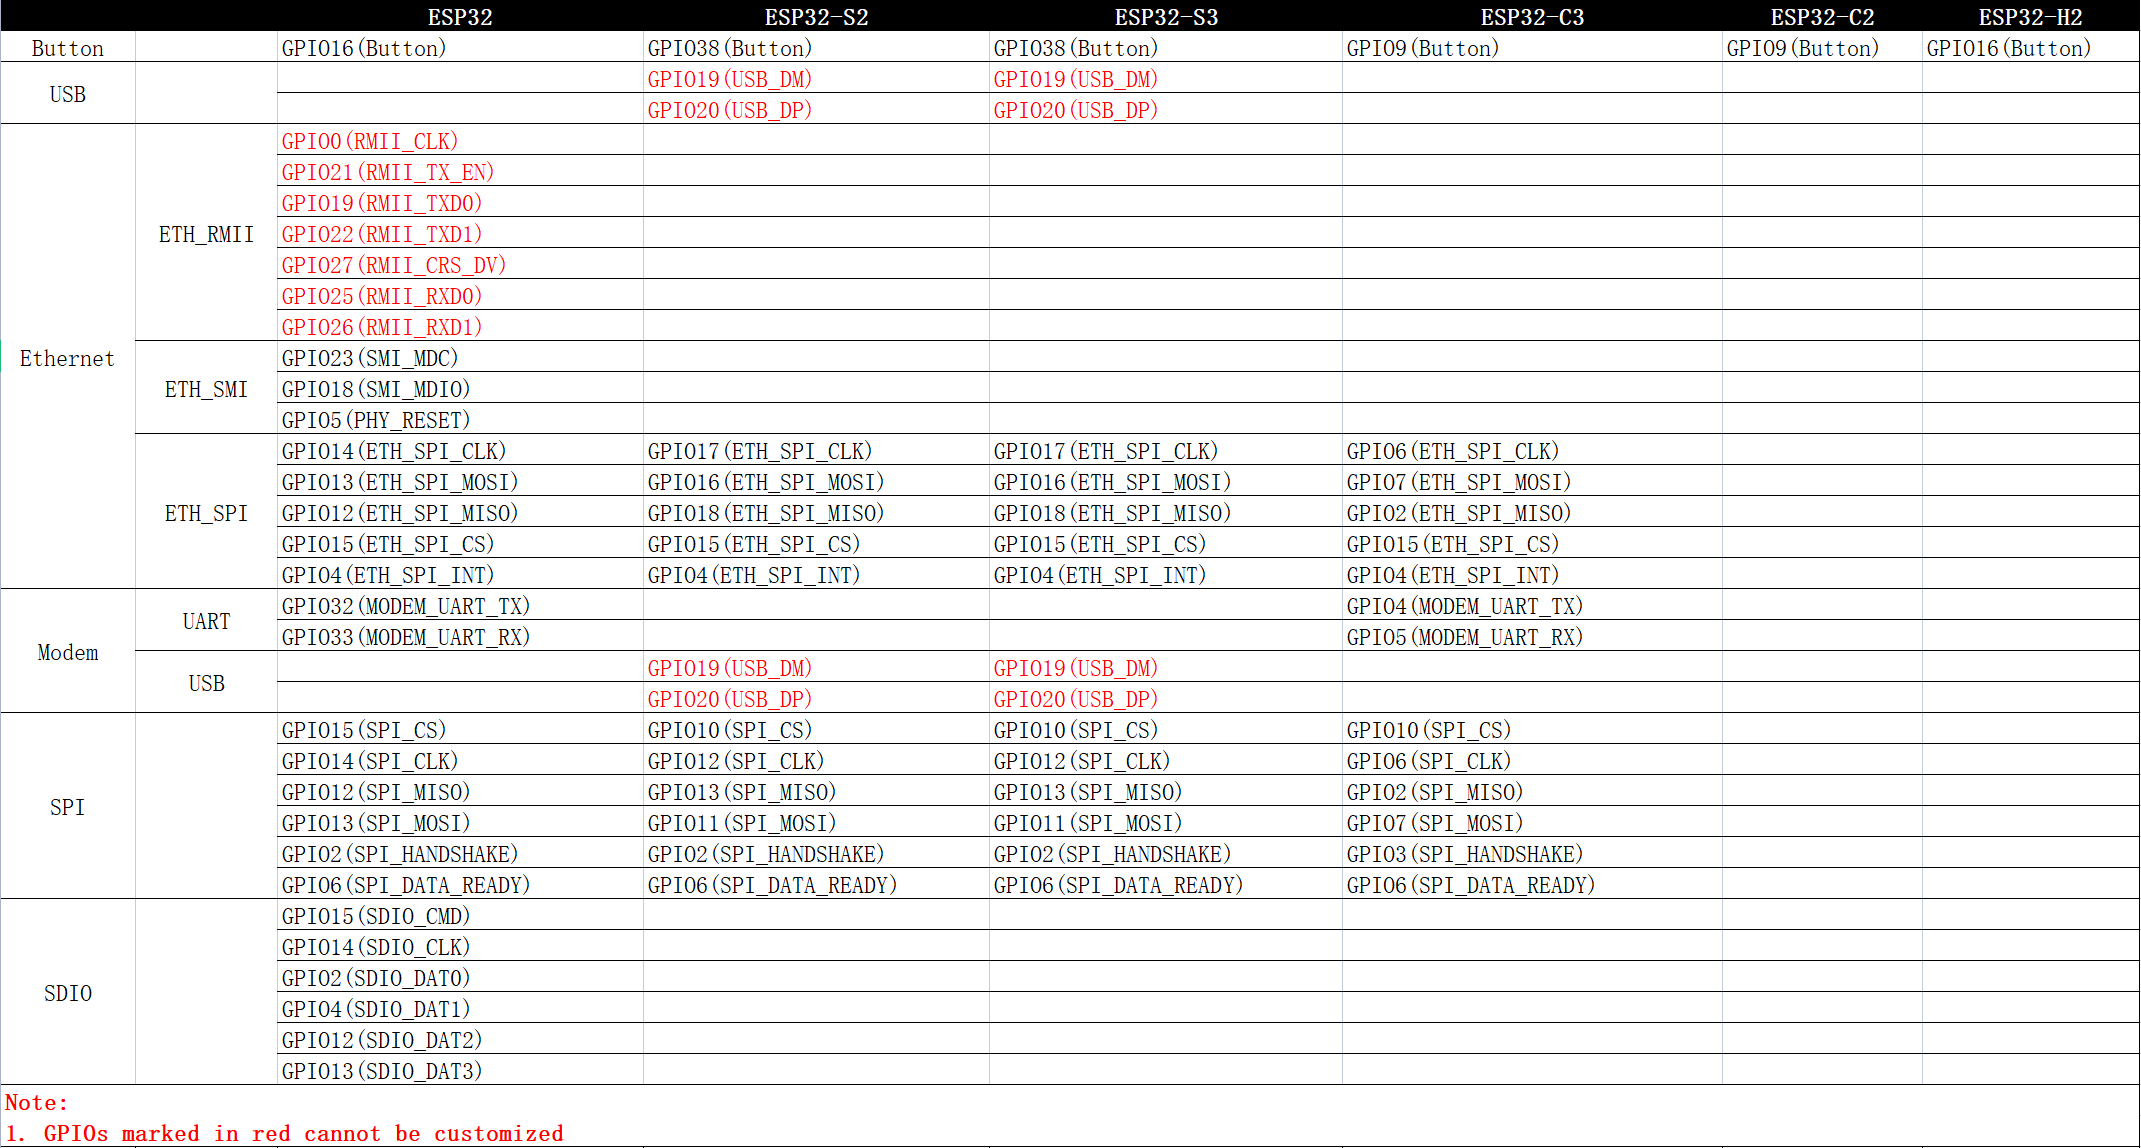 ESP32 ESP32-S2 ESP32-S3 ESP32-C3 ESP32-C2 ESP32-H2
Button GPIO16(Button) GPIO38(Button) GPIO38(Button) GPIO9(Button) GPIO9(Button) GPIO16(Button)
USB
GPIO19(USB_DM) GPIO19(USB_DM)
GPIO20(USB_DP) GPIO20(USB_DP)
Ethernet
ETH_RMII
GPIO0(RMII_CLK)
GPIO21(RMII_TX_EN)
GPIO19(RMII_TXD0)
GPIO22(RMII_TXD1)
GPIO27(RMII_CRS_DV)
GPIO25(RMII_RXD0)
GPIO26(RMII_RXD1)
ETH_SMI
GPIO23(SMI_MDC)
GPIO18(SMI_MDIO)
GPIO5(PHY_RESET)
ETH_SPI
GPIO14(ETH_SPI_CLK) GPIO17(ETH_SPI_CLK) GPIO17(ETH_SPI_CLK) GPIO6(ETH_SPI_CLK)
GPIO13(ETH_SPI_MOSI) GPIO16(ETH_SPI_MOSI) GPIO16(ETH_SPI_MOSI) GPIO7(ETH_SPI_MOSI)
GPIO12(ETH_SPI_MISO) GPIO18(ETH_SPI_MISO) GPIO18(ETH_SPI_MISO) GPIO2(ETH_SPI_MISO)
GPIO15(ETH_SPI_CS) GPIO15(ETH_SPI_CS) GPIO15(ETH_SPI_CS) GPIO15(ETH_SPI_CS)
GPIO4(ETH_SPI_INT) GPIO4(ETH_SPI_INT) GPIO4(ETH_SPI_INT) GPIO4(ETH_SPI_INT)
Modem
UART
GPIO32(MODEM_UART_TX) GPIO4(MODEM_UART_TX)
GPIO33(MODEM_UART_RX) GPIO5(MODEM_UART_RX)
USB
GPIO19(USB_DM) GPIO19(USB_DM)
GPIO20(USB_DP) GPIO20(USB_DP)
SPI
GPIO15(SPI_CS) GPIO10(SPI_CS) GPIO10(SPI_CS) GPIO10(SPI_CS)
GPIO14(SPI_CLK) GPIO12(SPI_CLK) GPIO12(SPI_CLK) GPIO6(SPI_CLK)
GPIO12(SPI_MISO) GPIO13(SPI_MISO) GPIO13(SPI_MISO) GPIO2(SPI_MISO)
GPIO13(SPI_MOSI) GPIO11(SPI_MOSI) GPIO11(SPI_MOSI) GPIO7(SPI_MOSI)
GPIO2(SPI_HANDSHAKE) GPIO2(SPI_HANDSHAKE) GPIO2(SPI_HANDSHAKE) GPIO3(SPI_HANDSHAKE)
GPIO6(SPI_DATA_READY) GPIO6(SPI_DATA_READY) GPIO6(SPI_DATA_READY) GPIO6(SPI_DATA_READY)
SDIO
GPIO15(SDIO_CMD)
GPIO14(SDIO_CLK)
GPIO2(SDIO_DAT0)
GPIO4(SDIO_DAT1)
GPIO12(SDIO_DAT2)
GPIO13(SDIO_DAT3)
Note:
1. GPIOs marked in red cannot be customized